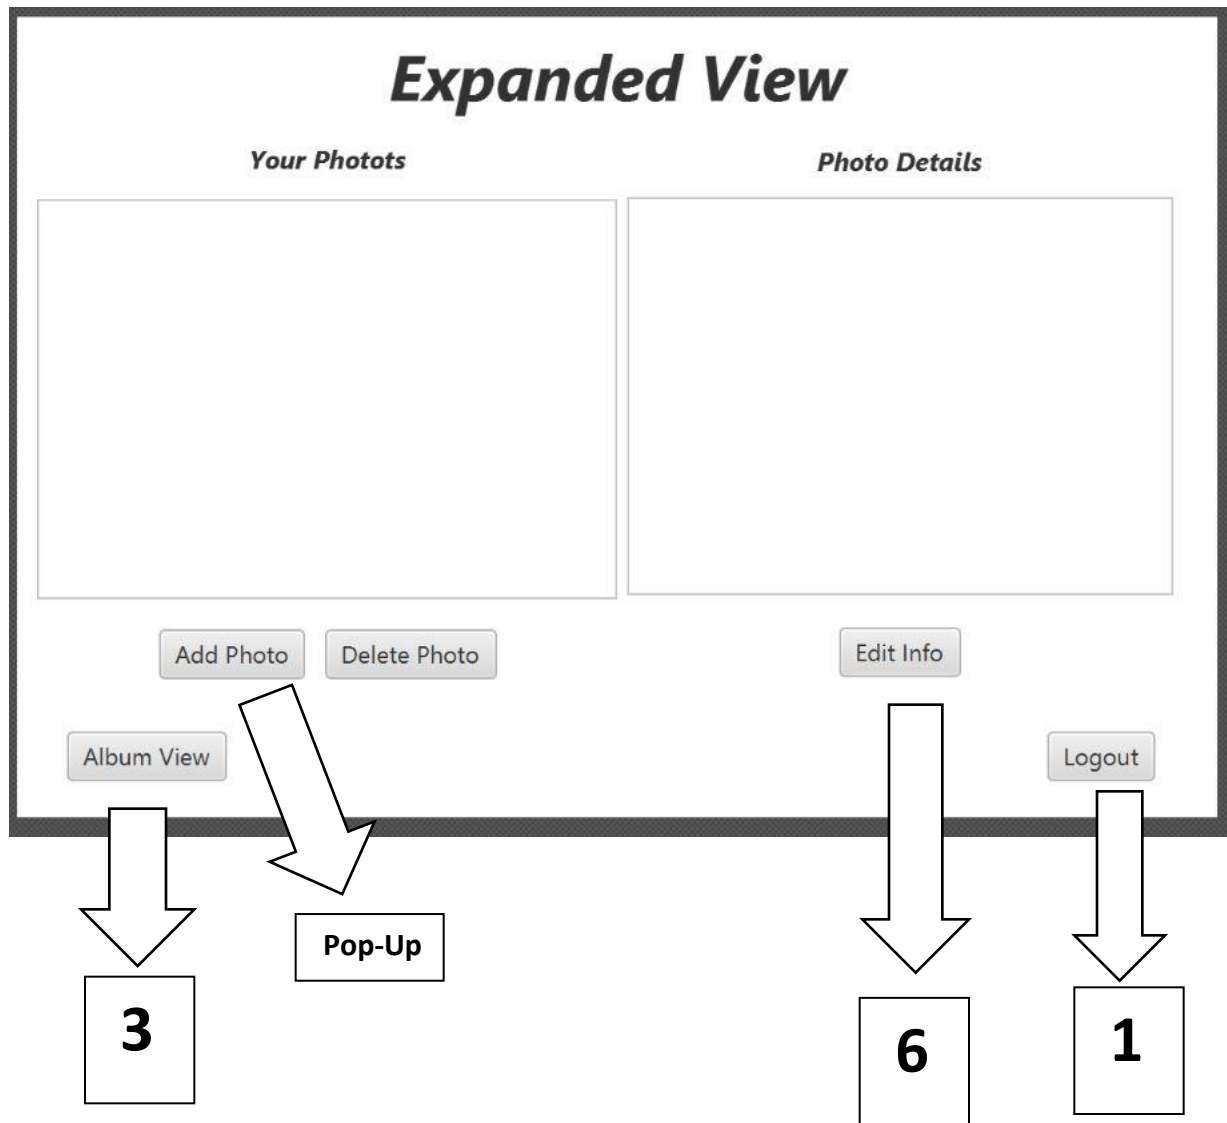 Expanded View
Your Photots
Photo Details
Add Photo
Delete Photo
Edit Info
Album View
Logout
Pop-Up
3
6
1